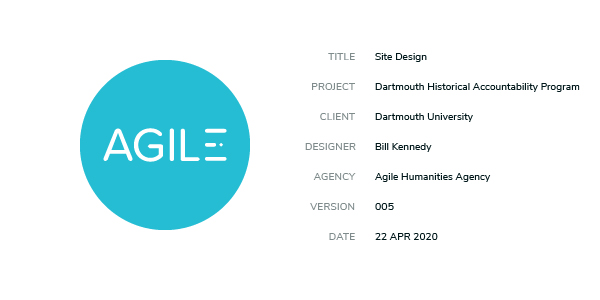 AGILE
TITLE Site Design
PROJECT Dartmouth Historical Accountability Program
CLIENT Dartmouth University
DESIGNER Bill Kennedy
AGENCY Agile Humanities Agency
VERSION 005
DATE 22 APR 2020